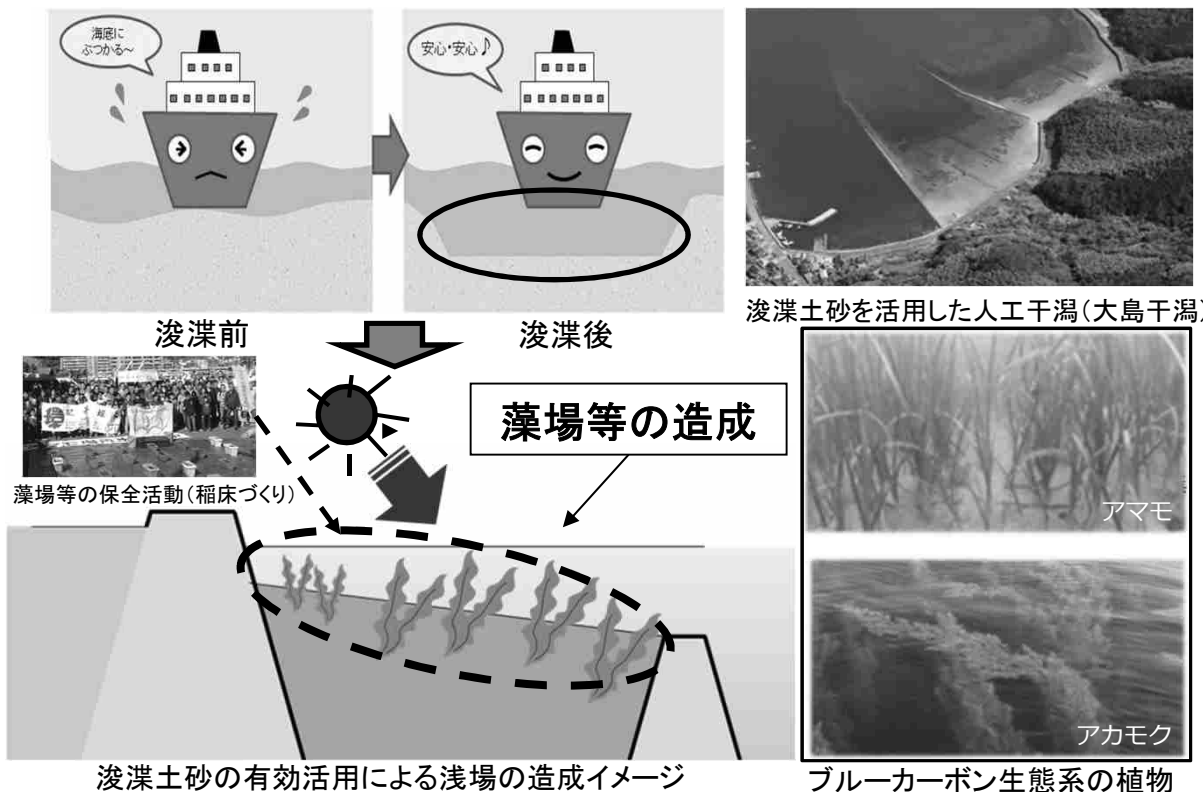 海底に
ぶつかる~
安心・安心♪
浚渫前
浚渫後
浚渫土砂を活用した人工干潟(大島干潟)
藻場等の保全活動(稲床づくり)
藻場等の造成
アマモ
アカモク
浚渫土砂の有効活用による浅場の造成イメージ
ブルーカーボン生態系の植物